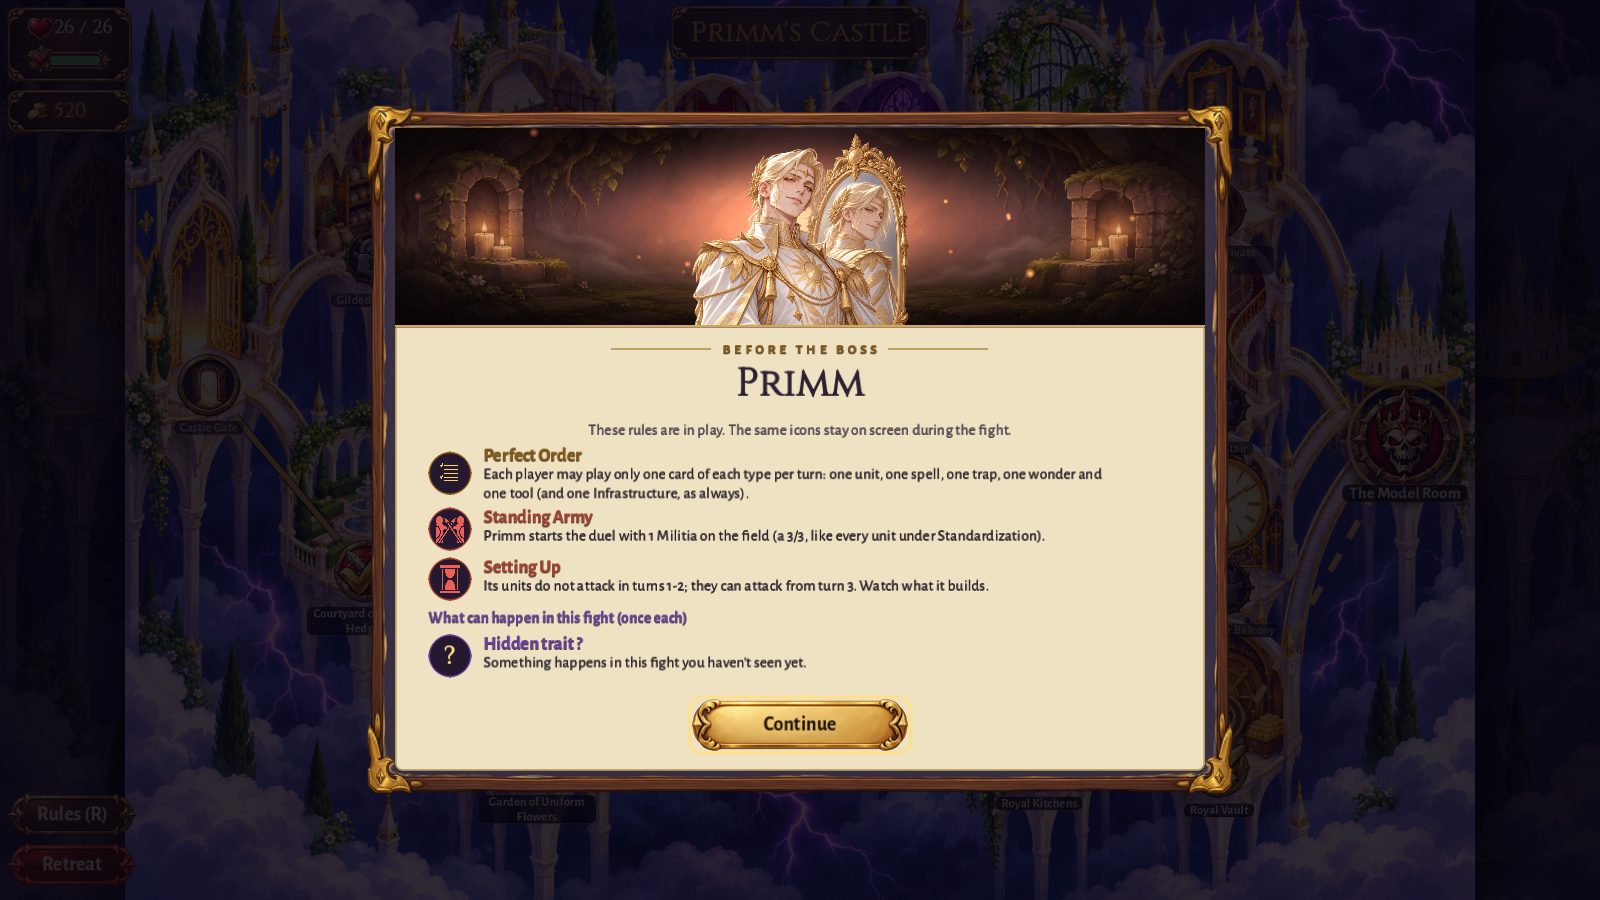 26 / 26
PRIMM'S CASTLE
520
Gilded
Castle Gate
The Model Room
Courtyard
Hedg
Balcony
BEFORE THE BOSS
PRIMM
These rules are in play. The same icons stay on screen during the fight.
Perfect Order
Each player may play only one card of each type per turn: one unit, one spell, one trap, one wonder and
one tool (and one Infrastructure, as always).
Standing Army
Primm starts the duel with 1 Militia on the field (a 3/3, like every unit under Standardization).
Setting Up
Its units do not attack in turns 1-2; they can attack from turn 3. Watch what it builds.
What can happen in this fight (once each)
Hidden trait ?
?
Something happens in this fight you haven't seen yet.
Continue
Garden of Uniform
Flowers
Royal Kitchens
Royal Vault
Rules (R)
Retreat